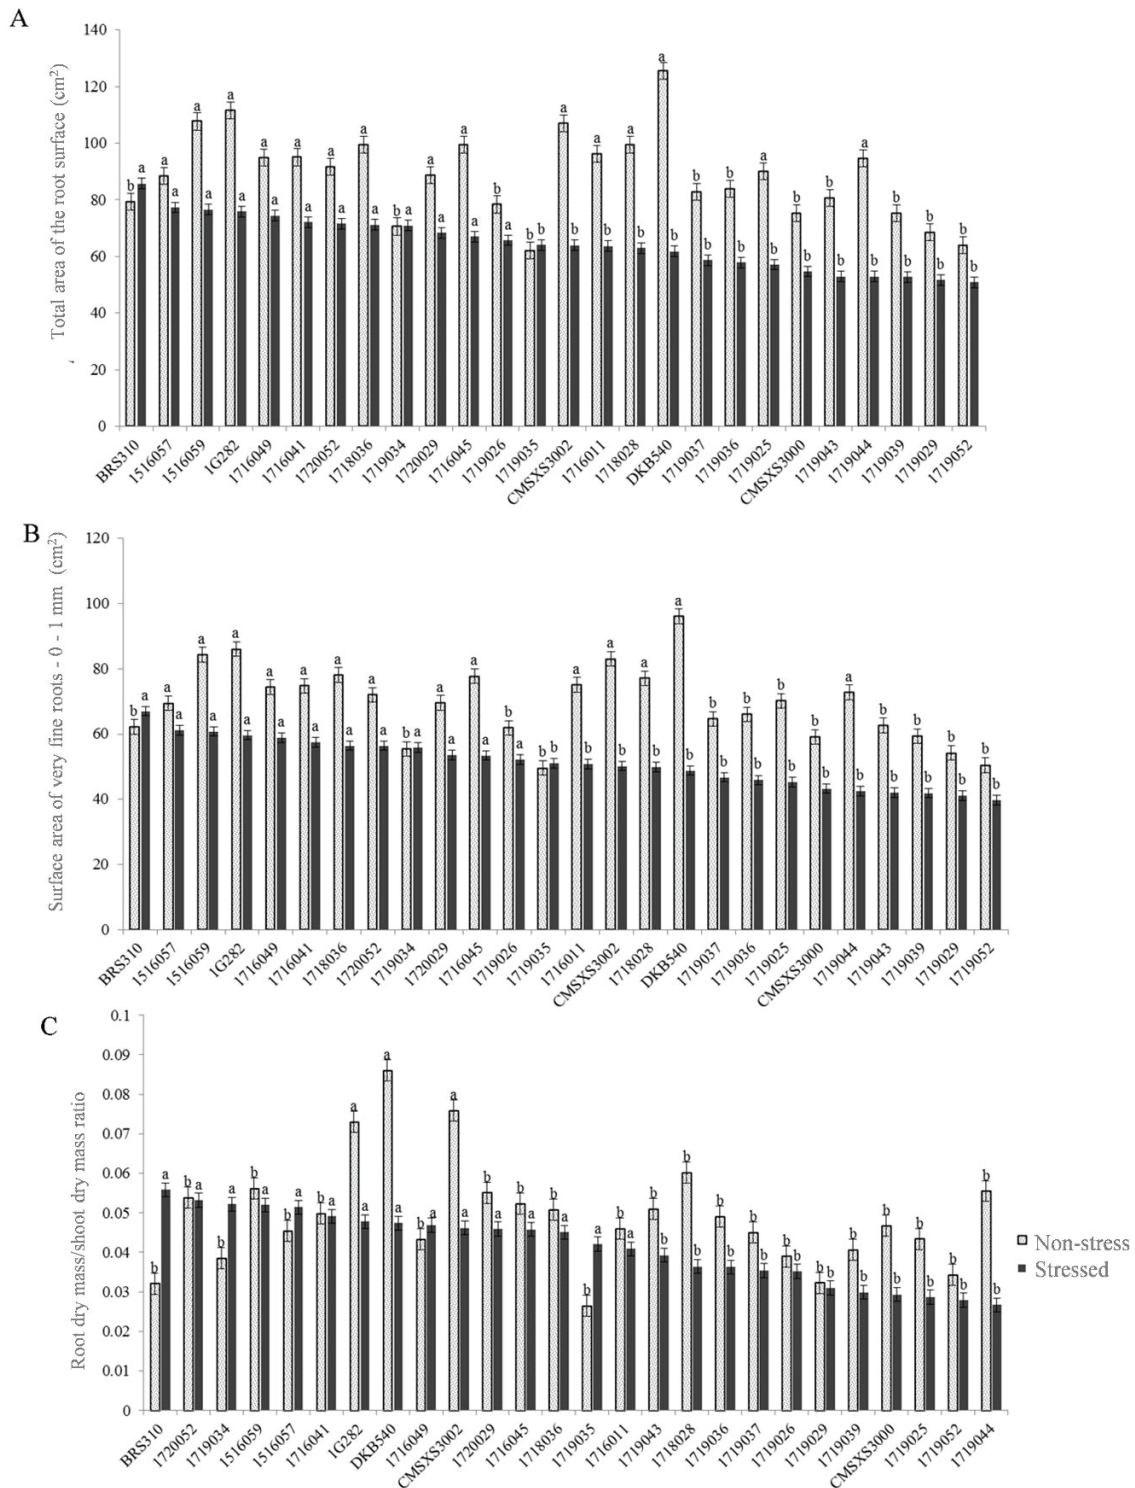 A
Total area of the root surface (cm²)
140
120
100
80
60
40
20
0
b a a a a a a a a a a a a a a a b a a a a a b a a b b a b a b a b a b b b b b a b b b b b a b b b b b b b
BRS310 1516057 1516059 1G282 1716049 1716041 1720052 1718036 1719034 1720029 1716045 1719026 1719035 CMSXS3002 1716011 1718028 DKB540 1719037 1719036 1719025 CMSXS3000 1719043 1719044 1719039 1719029 1719052
B
Surface area of very fine roots - 0 - 1 mm (cm²)
120
100
80
60
40
20
0
BRS310 1516057 1516059 1G282 1716049 1716041 1718036 1720052 1719034 1720029 1716045 1719026 1719035 1716011 CMSXS3002 1718028 DKB540 1719037 1719036 1719025 CMSXS3000 1719044 1719043 1719039 1719029 1719052
C
Root dry mass/shoot dry mass ratio
0.1
0.09
0.08
0.07
0.06
0.05
0.04
0.03
0.02
0.01
0
Non-stress
Stressed
BRS310 1720052 1719034 1516059 1516057 1716041 1G282 DKB540 1716049 CMSXS3002 1720029 1716045 1718036 1719035 1716011 1719043 1718028 1719036 1719037 1719026 1719029 1719039 CMSXS3000 1719025 1719052 1719044